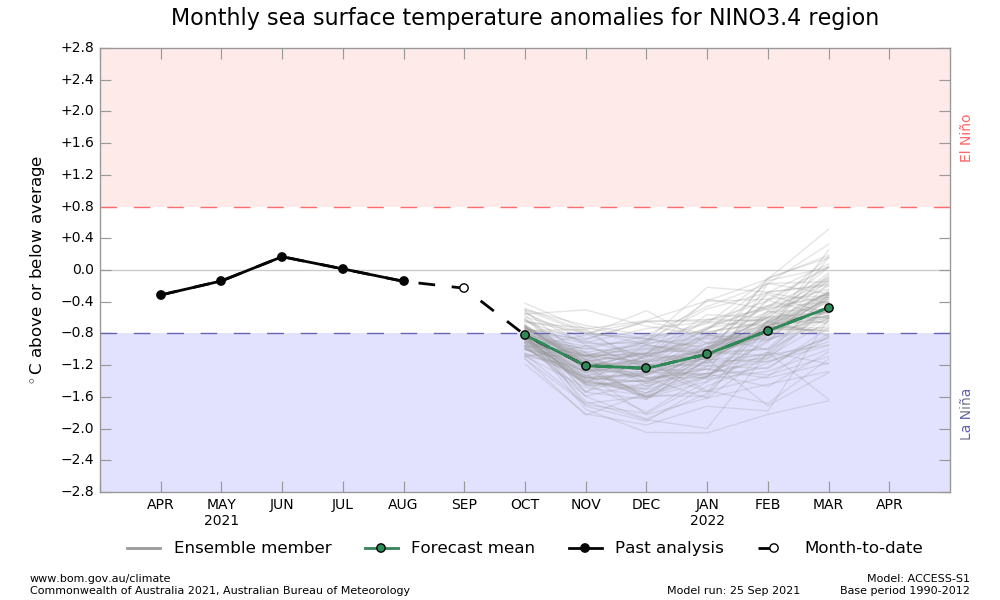 Monthly sea surface temperature anomalies for NINO3.4 region
°C above or below average
+2.8
+2.4
+2.0
+1.6
+1.2
+0.8
+0.4
0.0
−0.4
−0.8
−1.2
−1.6
−2.0
−2.4
−2.8
El Niño
La Niña
APR MAY JUN JUL AUG SEP OCT NOV DEC JAN FEB MAR APR
2021 2022
Ensemble member Forecast mean Past analysis Month-to-date
www.bom.gov.au/climate Model: ACCESS-S1
Commonwealth of Australia 2021, Australian Bureau of Meteorology Model run: 25 Sep 2021 Base period 1990-2012